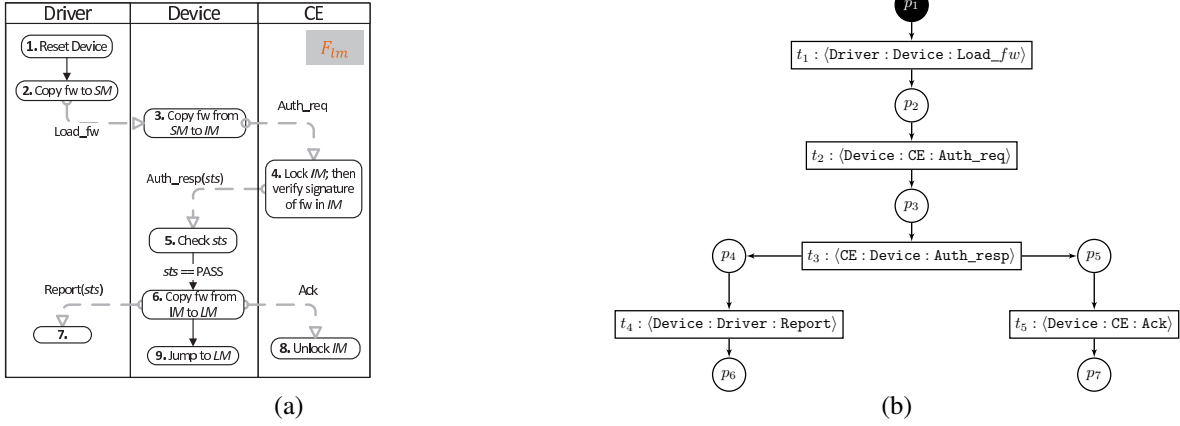 Driver Device CE
F_lm
1. Reset Device
2. Copy fw to SM
Load_fw
3. Copy fw from
SM to IM
Auth_req
4. Lock IM; then
verify signature
of fw in IM
Auth_resp(sts)
5. Check sts
sts == PASS
6. Copy fw from
IM to LM
Report(sts)
Ack
7.
8. Unlock IM
9. Jump to LM
(a)
p1
t1 : ⟨Driver : Device : Load_fw⟩
p2
t2 : ⟨Device : CE : Auth_req⟩
p3
p4
t3 : ⟨CE : Device : Auth_resp⟩
p5
t4 : ⟨Device : Driver : Report⟩
t5 : ⟨Device : CE : Ack⟩
p6
p7
(b)